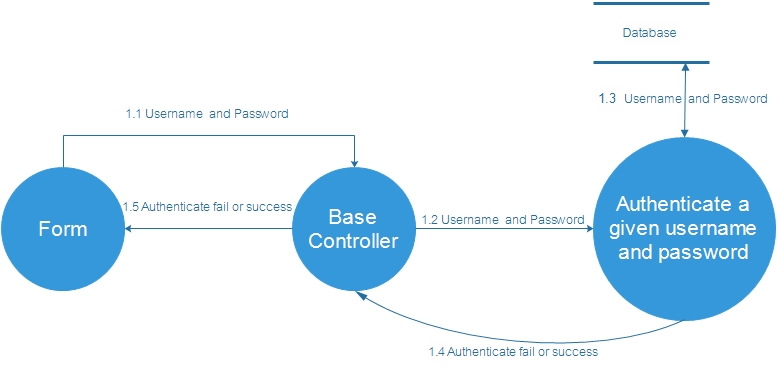 Database
1.3 Username and Password
1.1 Username and Password
1.5 Authenticate fail or success
Form
Base
Controller
1.2 Username and Password
Authenticate a
given username
and password
1.4 Authenticate fail or success